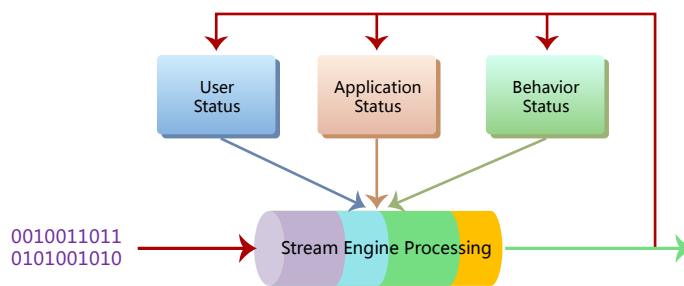 User
Status
Application
Status
Behavior
Status
0010011011
0101001010
Stream Engine Processing